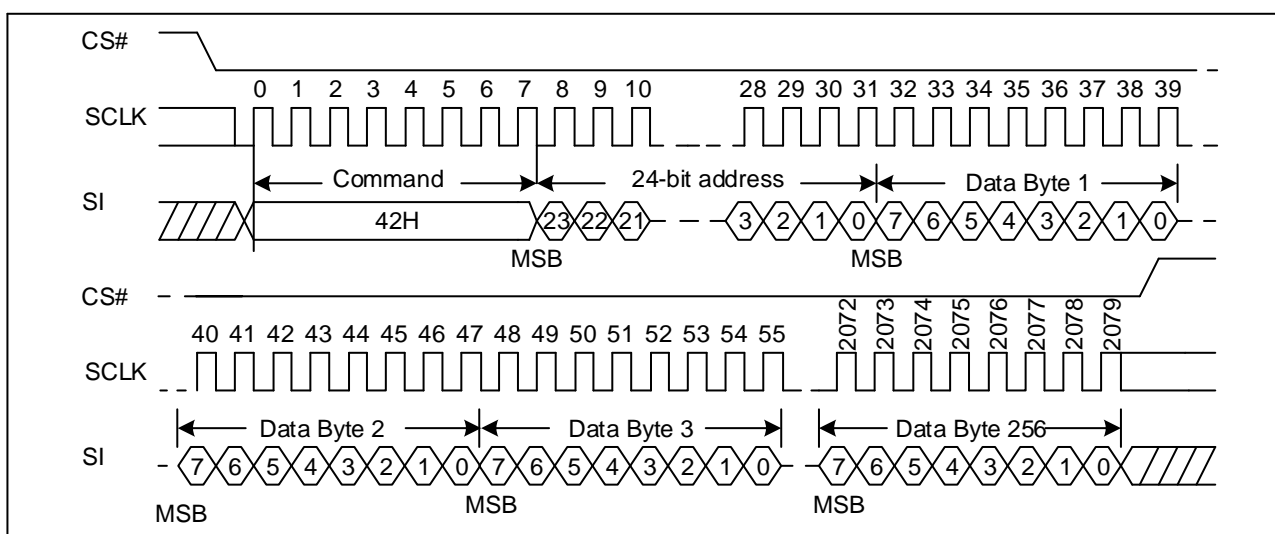 CS#
0 1 2 3 4 5 6 7 8 9 10 28 29 30 31 32 33 34 35 36 37 38 39
SCLK
Command 24-bit address Data Byte 1
SI
42H 23 22 21 3 2 1 0 7 6 5 4 3 2 1 0
MSB MSB
CS#
40 41 42 43 44 45 46 47 48 49 50 51 52 53 54 55 2072 2073 2074 2075 2076 2077 2078 2079
SCLK
Data Byte 2 Data Byte 3 Data Byte 256
SI
7 6 5 4 3 2 1 0 7 6 5 4 3 2 1 0 7 6 5 4 3 2 1 0
MSB MSB MSB